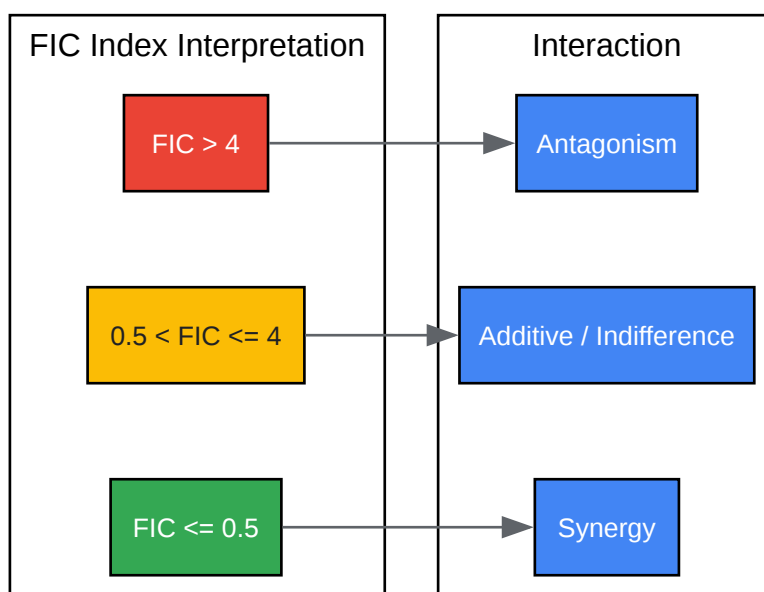 FIC Index Interpretation
Interaction
FIC > 4
Antagonism
0.5 < FIC <= 4
Additive / Indifference
FIC <= 0.5
Synergy